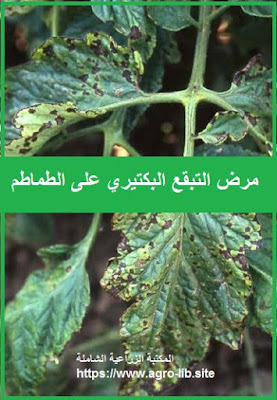 مرض التبقع البكتيري على الطماطم
المكتبة الزراعية الشاملة
https://www.agro-lib.site